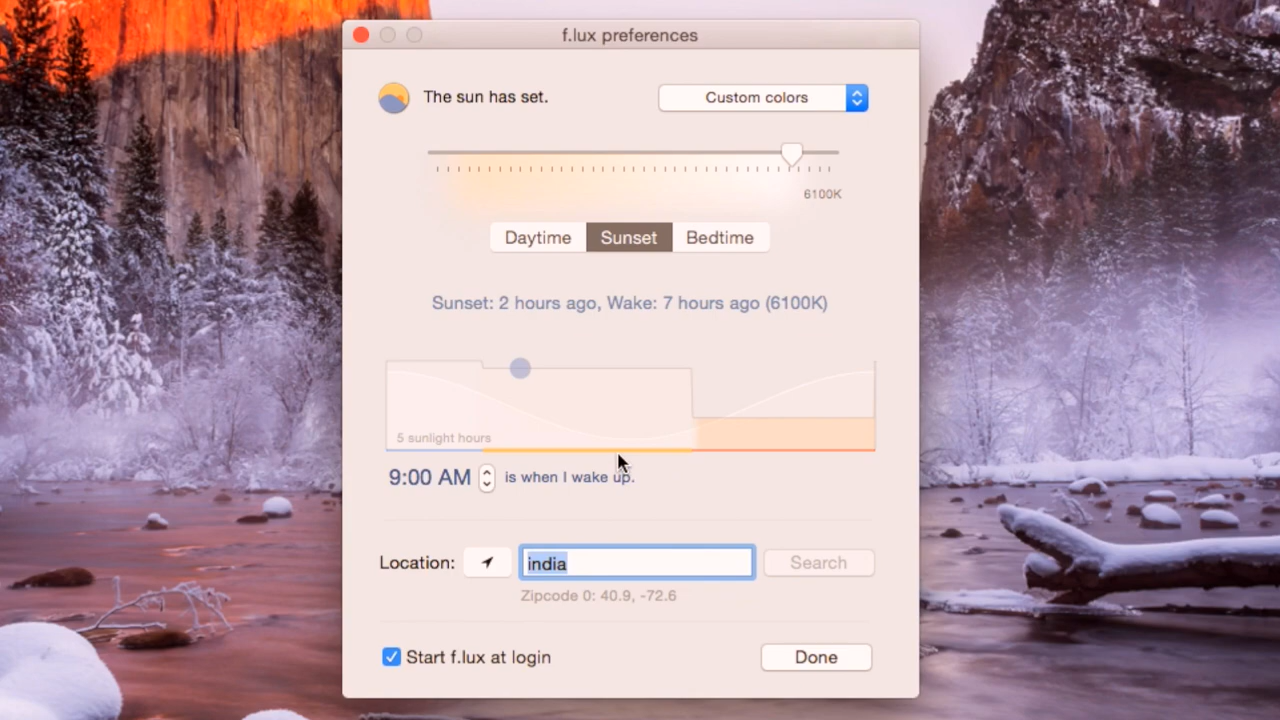 f.lux preferences
The sun has set.
Custom colors
6100K
Daytime Sunset Bedtime
Sunset: 2 hours ago, Wake: 7 hours ago (6100K)
5 sunlight hours
9:00 AM is when I wake up.
Location: india Search
Zipcode 0: 40.9, -72.6
Start f.lux at login Done